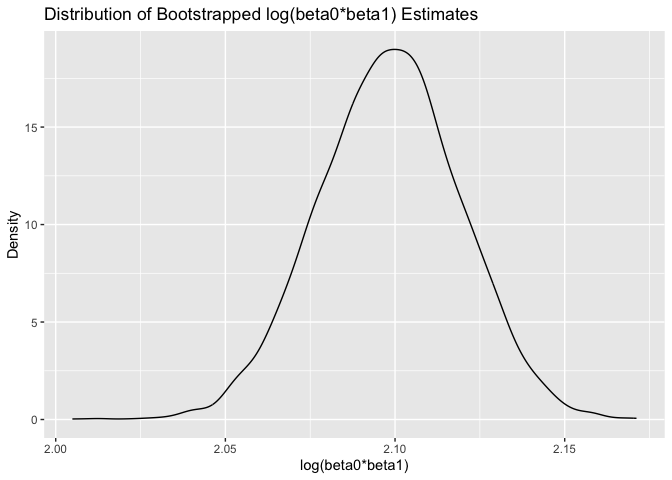 Distribution of Bootstrapped log(beta0*beta1) Estimates
Density
15
10
5
0
2.00 2.05 2.10 2.15
log(beta0*beta1)